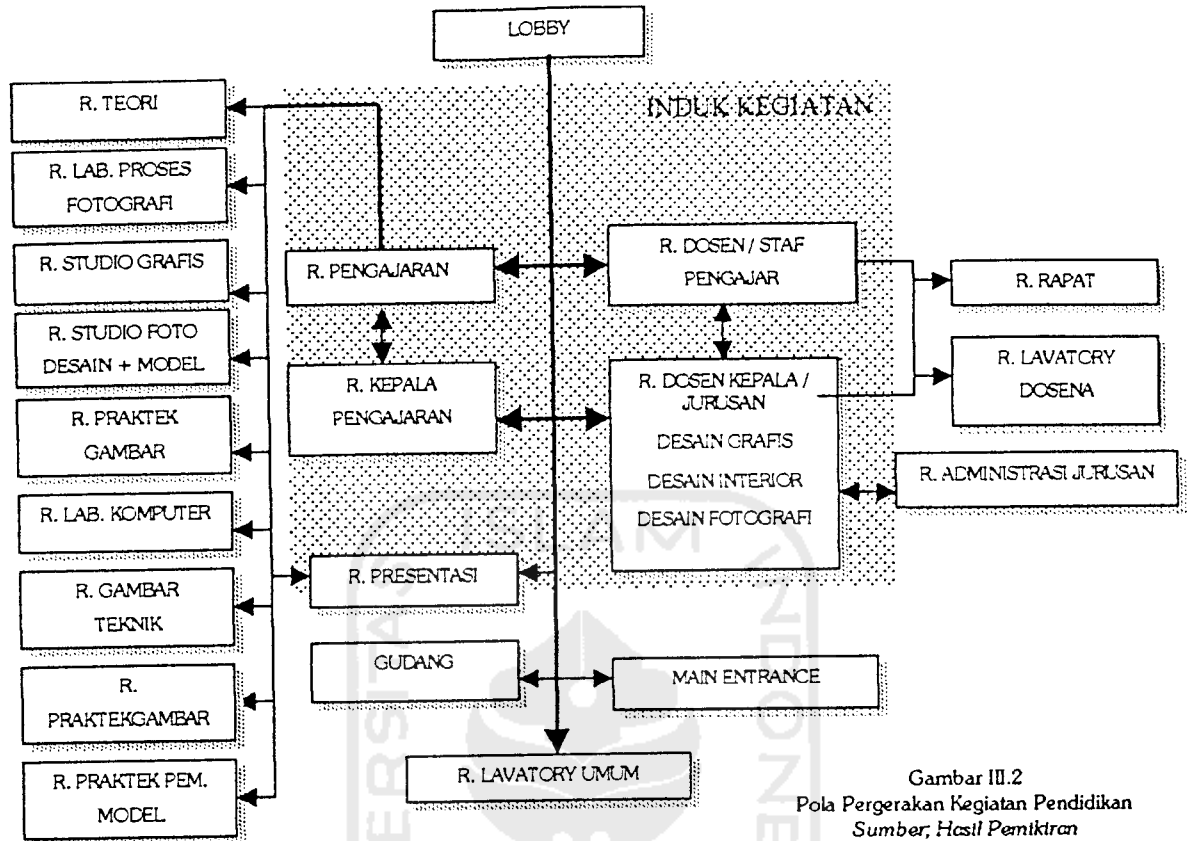 LOBBY
INDUK KEGIATAN
R. TEORI
R. LAB. PROSES
FOTOGRAFI
R. STUDIO GRAFIS
R. STUDIO FOTO
DESAIN + MODEL
R. PRAKTEK
GAMBAR
R. LAB. KOMPUTER
R. GAMBAR
TEKNIK
R.
PRAKTEKGAMBAR
R. PRAKTEK PEM.
MODEL
R. PENGAJARAN
R. KEPALA
PENGAJARAN
R. PRESENTASI
GUDANG
R. LAVATORY UMUM
R. DOSEN / STAF
PENGAJAR
R. DOSEN KEPALA /
JURUSAN
DESAIN GRAFIS
DESAIN INTERIOR
DESAIN FOTOGRAFI
MAIN ENTRANCE
R. RAPAT
R. LAVATORY
DOSENA
R. ADMINISTRASI JURUSAN
ISLAM
ERSITAS
NDONE
Gambar III.2
Pola Pergerakan Kegiatan Pendidikan
Sumber; Hasil Pemikiran